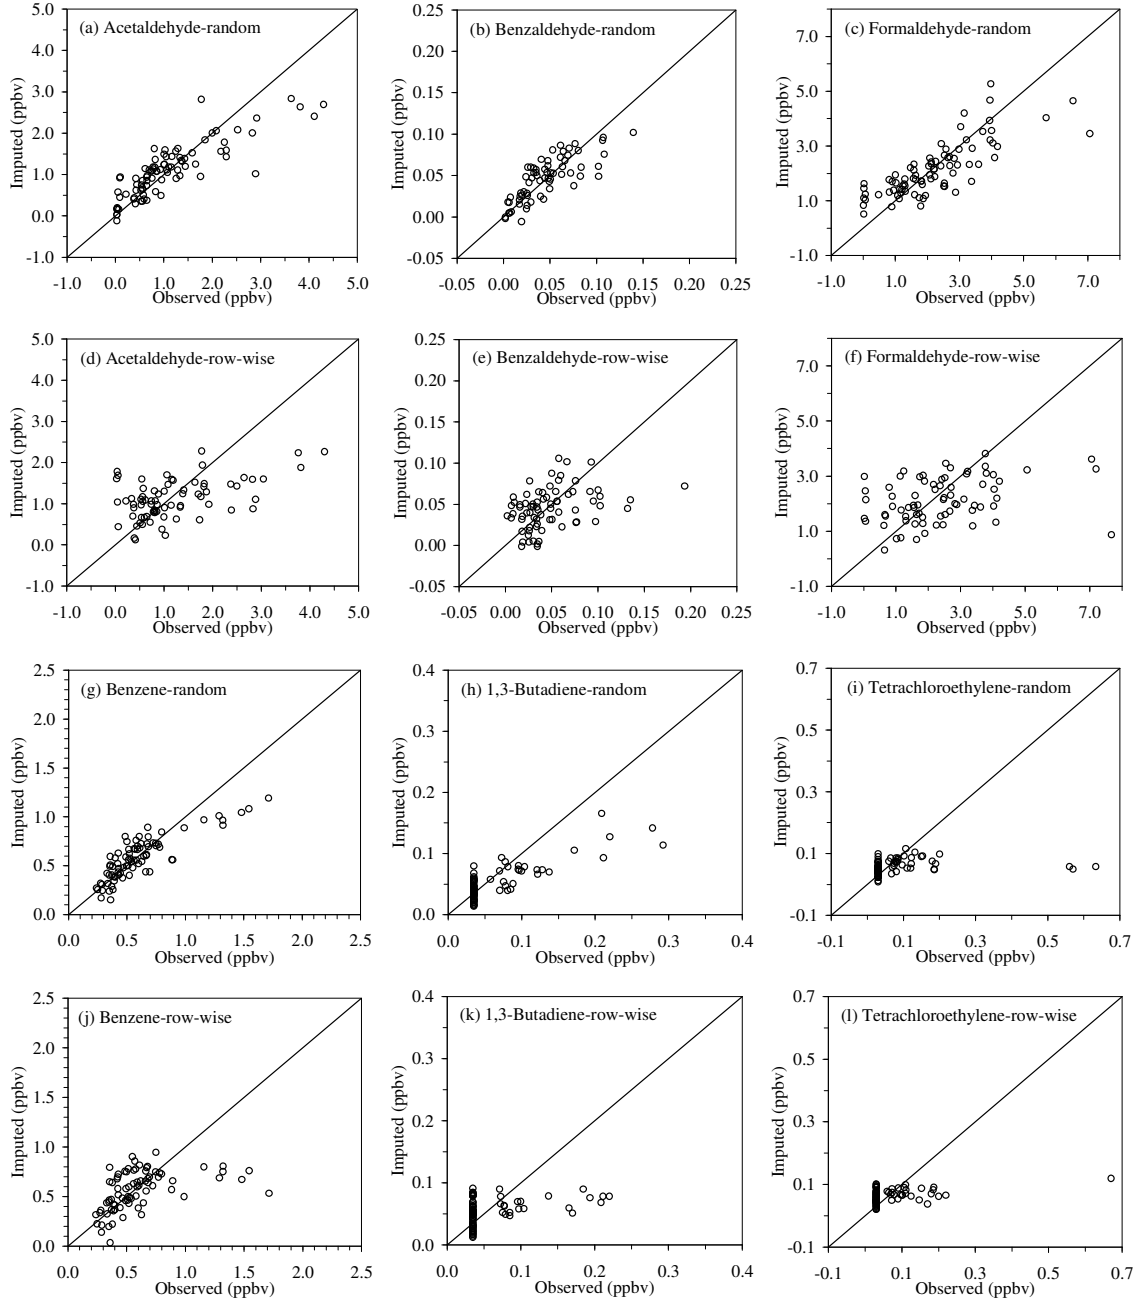 (a) Acetaldehyde-random
5.0
4.0
3.0
2.0
1.0
0.0
-1.0
Imputed (ppbv)
-1.0 0.0 1.0 2.0 3.0 4.0 5.0
Observed (ppbv)
(b) Benzaldehyde-random
0.25
0.20
0.15
0.10
0.05
0.00
-0.05
Imputed (ppbv)
-0.05 0.00 0.05 0.10 0.15 0.20 0.25
Observed (ppbv)
(c) Formaldehyde-random
7.0
5.0
3.0
1.0
-1.0
Imputed (ppbv)
-1.0 1.0 3.0 5.0 7.0
Observed (ppbv)
(d) Acetaldehyde-row-wise
5.0
4.0
3.0
2.0
1.0
0.0
-1.0
Imputed (ppbv)
-1.0 0.0 1.0 2.0 3.0 4.0 5.0
Observed (ppbv)
(e) Benzaldehyde-row-wise
0.25
0.20
0.15
0.10
0.05
0.00
-0.05
Imputed (ppbv)
-0.05 0.00 0.05 0.10 0.15 0.20 0.25
Observed (ppbv)
(f) Formaldehyde-row-wise
7.0
5.0
3.0
1.0
-1.0
Imputed (ppbv)
-1.0 1.0 3.0 5.0 7.0
Observed (ppbv)
(g) Benzene-random
2.5
2.0
1.5
1.0
0.5
0.0
Imputed (ppbv)
0.0 0.5 1.0 1.5 2.0 2.5
Observed (ppbv)
(h) 1,3-Butadiene-random
0.4
0.3
0.2
0.1
0.0
Imputed (ppbv)
0.0 0.1 0.2 0.3 0.4
Observed (ppbv)
(i) Tetrachloroethylene-random
0.7
0.5
0.3
0.1
-0.1
Imputed (ppbv)
-0.1 0.1 0.3 0.5 0.7
Observed (ppbv)
(j) Benzene-row-wise
2.5
2.0
1.5
1.0
0.5
0.0
Imputed (ppbv)
0.0 0.5 1.0 1.5 2.0 2.5
Observed (ppbv)
(k) 1,3-Butadiene-row-wise
0.4
0.3
0.2
0.1
0.0
Imputed (ppbv)
0.0 0.1 0.2 0.3 0.4
Observed (ppbv)
(l) Tetrachloroethylene-row-wise
0.7
0.5
0.3
0.1
-0.1
Imputed (ppbv)
-0.1 0.1 0.3 0.5 0.7
Observed (ppbv)